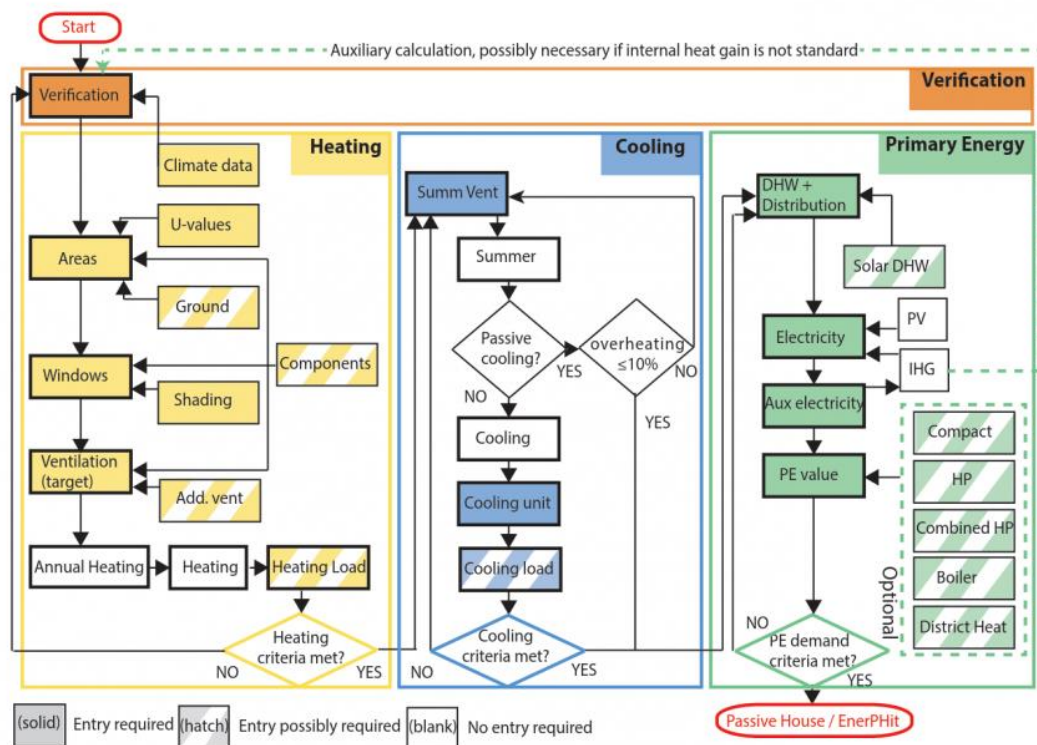 Start
Auxiliary calculation, possibly necessary if internal heat gain is not standard
Verification
Verification
Heating
Climate data
U-values
Areas
Ground
Components
Windows
Shading
Ventilation
(target)
Add. vent
Annual Heating
Heating
Heating Load
Heating
criteria met?
NO
YES
Cooling
Summ Vent
Summer
Passive
cooling?
YES
overheating
≤10%
NO
NO
YES
Cooling
Cooling unit
Cooling load
Cooling
criteria met?
NO
YES
Primary Energy
DHW +
Distribution
Solar DHW
PV
Electricity
IHG
Aux electricity
PE value
Compact
HP
Combined HP
Boiler
District Heat
Optional
NO
PE demand
criteria met?
YES
Passive House / EnerPHit
(solid) Entry required (hatch) Entry possibly required (blank) No entry required